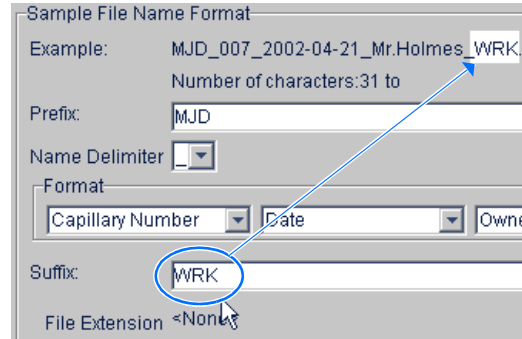 Sample File Name Format
Example: MJD_007_2002-04-21_Mr.Holmes_WRK.
Number of characters:31 to
Prefix: MJD
Name Delimiter _
Format
Capillary Number Date Owne
Suffix: WRK
File Extension <None>